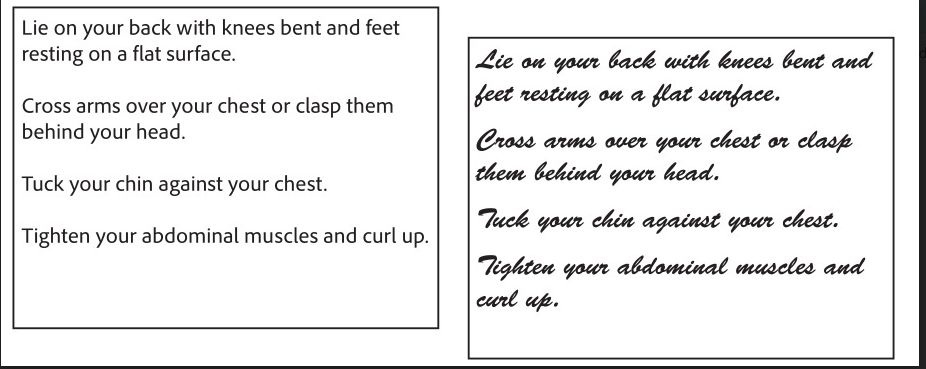 Lie on your back with knees bent and feet
resting on a flat surface.
Cross arms over your chest or clasp them
behind your head.
Tuck your chin against your chest.
Tighten your abdominal muscles and curl up.
Lie on your back with knees bent and
feet resting on a flat surface.
Cross arms over your chest or clasp
them behind your head.
Tuck your chin against your chest.
Tighten your abdominal muscles and
curl up.